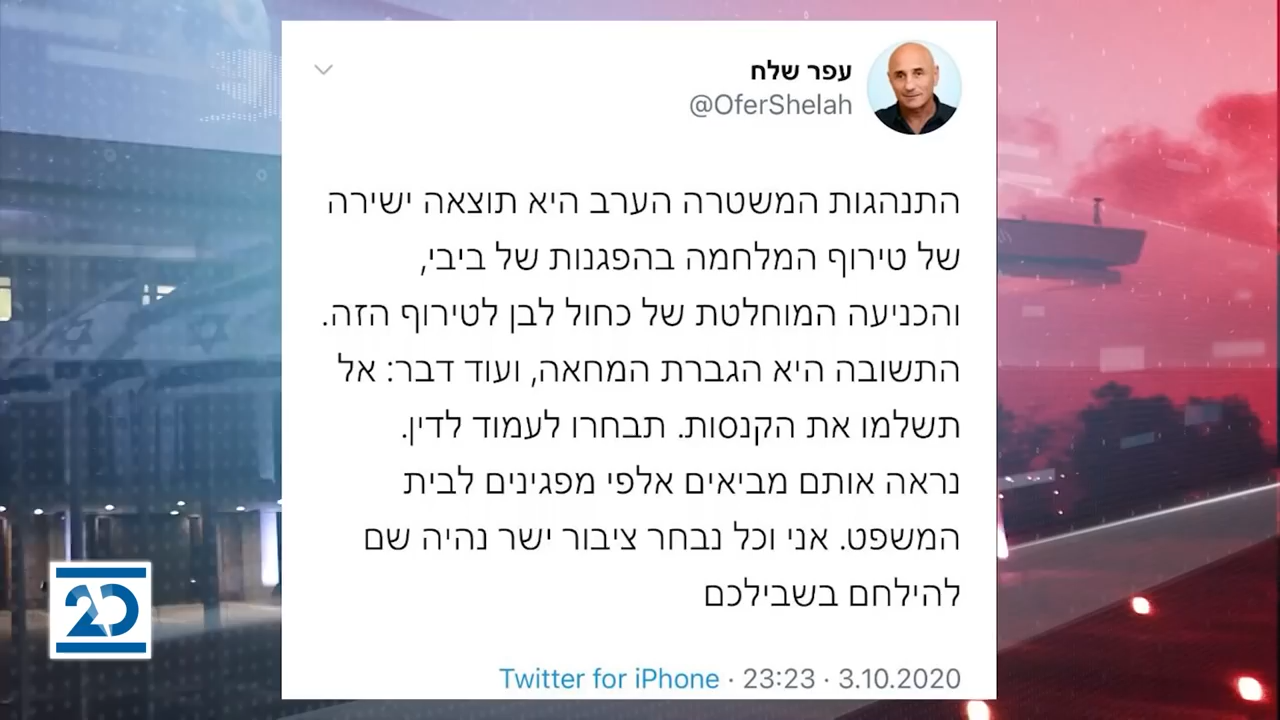 עפר שלח
@OferShelah
התנהגות המשטרה הערב היא תוצאה ישירה
של טירוף המלחמה בהפגנות של ביבי,
והכניעה המוחלטת של כחול לבן לטירוף הזה.
התשובה היא הגברת המחאה, ועוד דבר: אל
תשלמו את הקנסות. תבחרו לעמוד לדין.
נראה אותם מביאים אלפי מפגינים לבית
המשפט. אני וכל נבחר ציבור ישר נהיה שם
להילחם בשבילכם
Twitter for iPhone · 23:23 · 3.10.2020
20